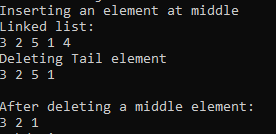 Inserting an element at middle
Linked list:
3 2 5 1 4
Deleting Tail element
3 2 5 1
After deleting a middle element:
3 2 1